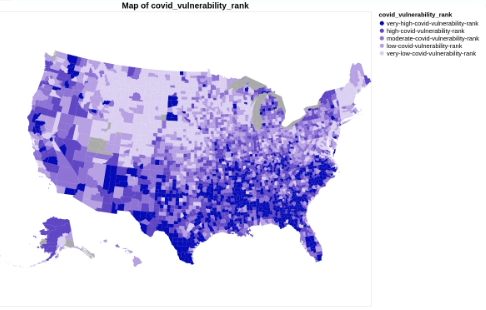 Map of covid_vulnerability_rank
covid_vulnerability_rank
very-high-covid-vulnerability-rank
high-covid-vulnerability-rank
moderate-covid-vulnerability-rank
low-covid-vulnerability-rank
very-low-covid-vulnerability-rank